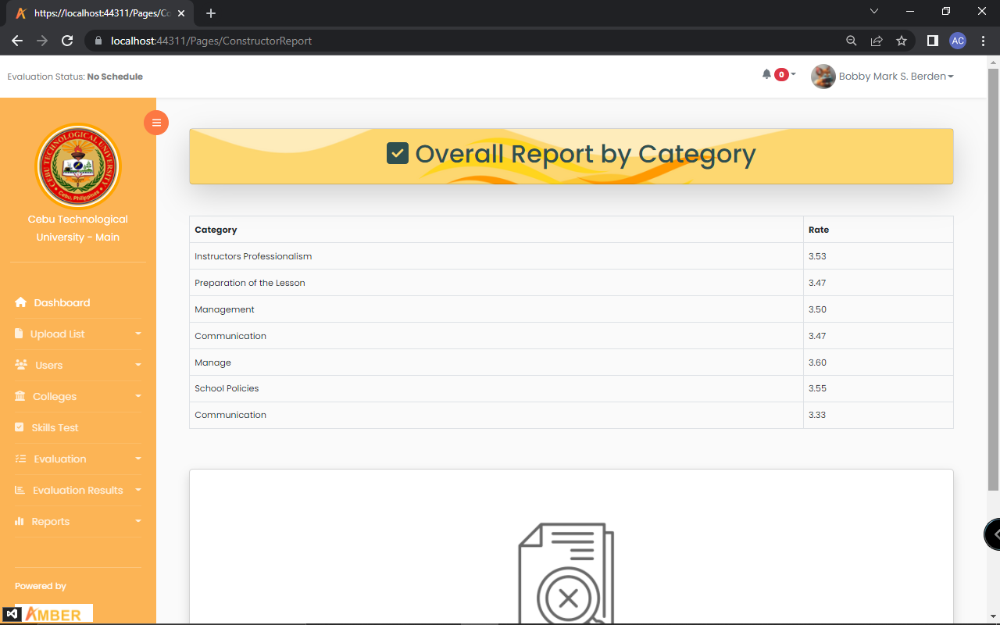 https://localhost:44311/Pages/Co
localhost:44311/Pages/ConstructorReport
AC
Evaluation Status: No Schedule
0
Bobby Mark S. Berden
CEBU TECHNOLOGICAL UNIVERSITY
Cebu, Philippines
Cebu Technological
University - Main
Dashboard
Upload List
Users
Colleges
Skills Test
Evaluation
Evaluation Results
Reports
Powered by
AMBER
Overall Report by Category
Category Rate
Instructors Professionalism 3.53
Preparation of the Lesson 3.47
Management 3.50
Communication 3.47
Manage 3.60
School Policies 3.55
Communication 3.33